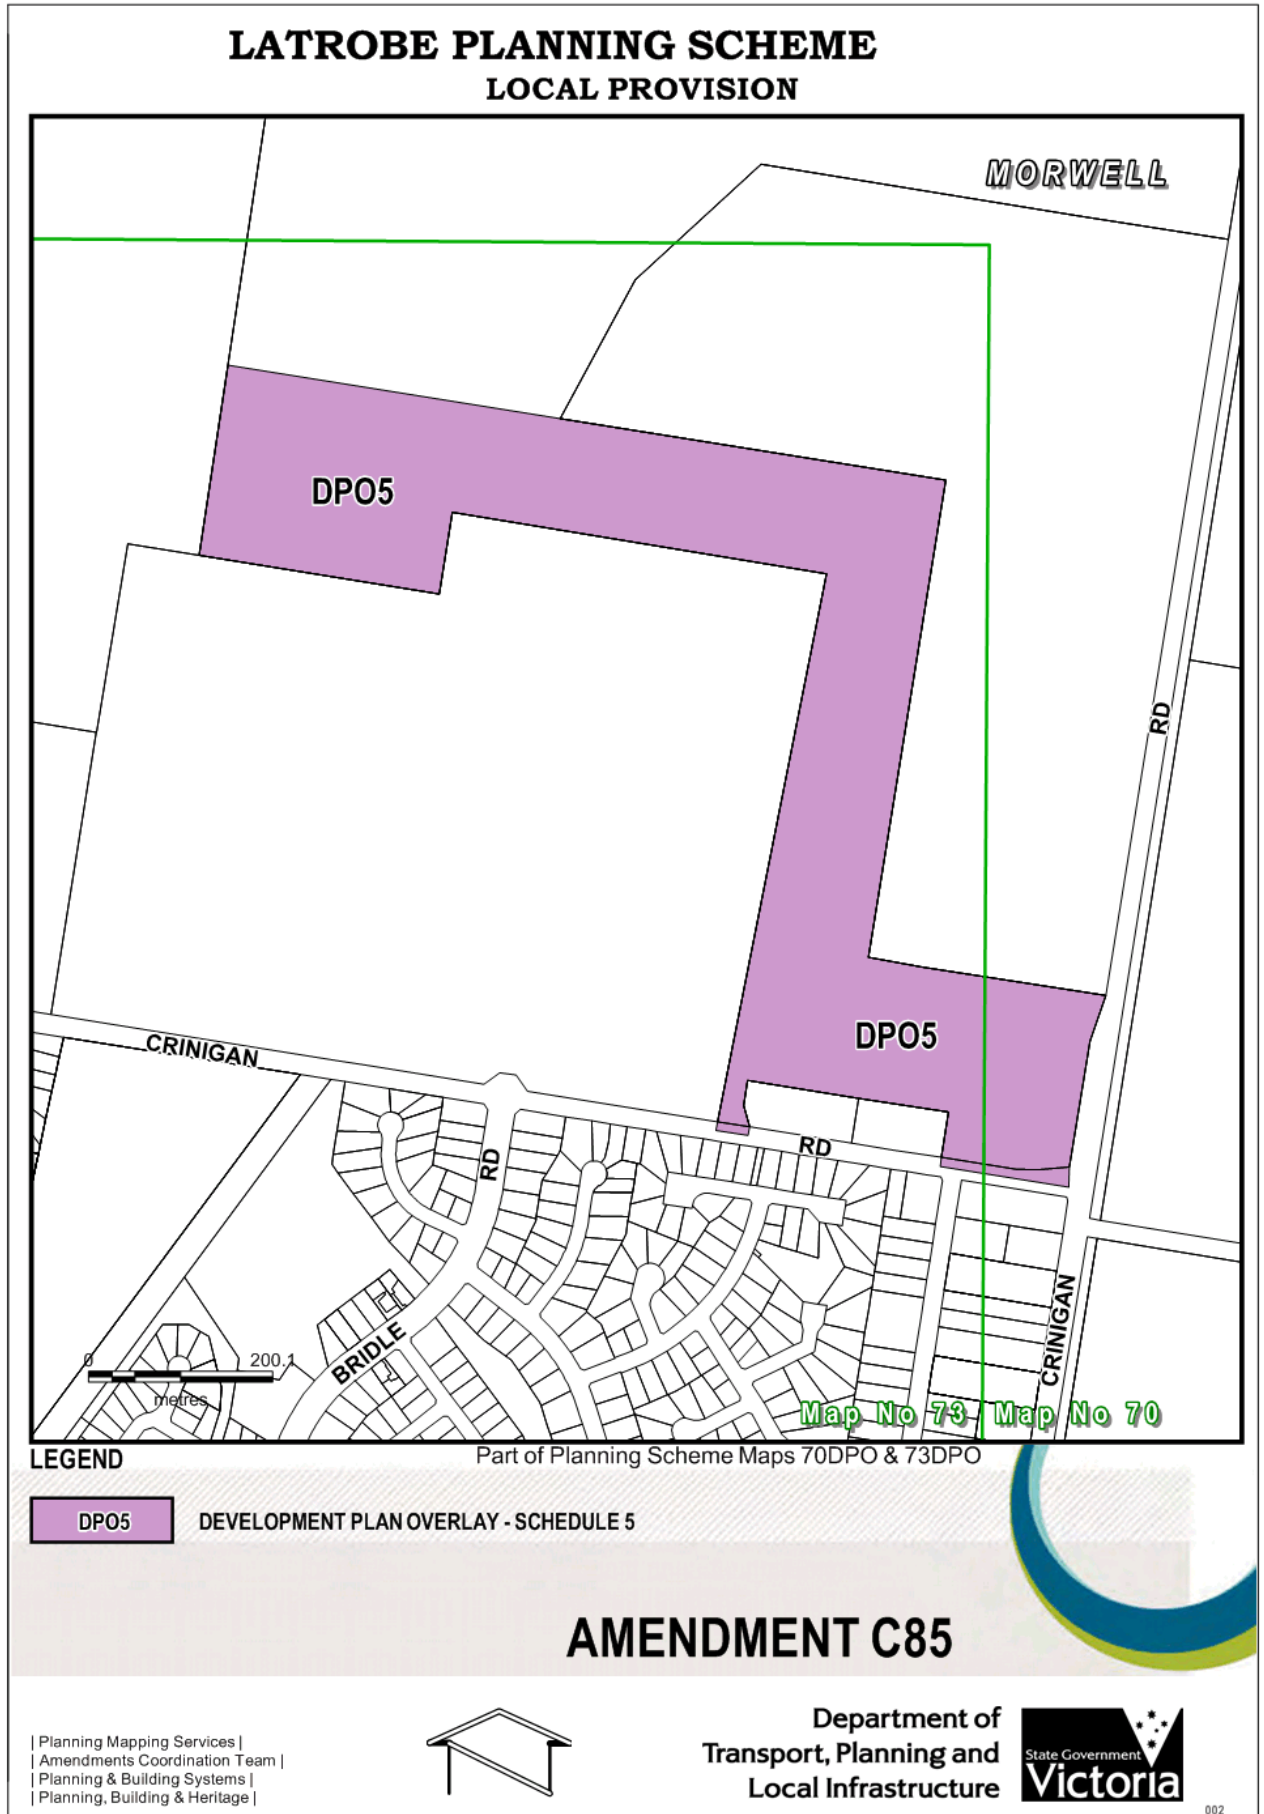 LATROBE PLANNING SCHEME
LOCAL PROVISION
MORWELL
DPO5
RD
DPO5
CRINIGAN
RD
RD
CRINIGAN
BRIDLE
0 200.1
metres
Map No 73 Map No 70
LEGEND
Part of Planning Scheme Maps 70DPO & 73DPO
DPO5 DEVELOPMENT PLAN OVERLAY - SCHEDULE 5
AMENDMENT C85
| Planning Mapping Services |
| Amendments Coordination Team |
| Planning & Building Systems |
| Planning, Building & Heritage |
Department of
Transport, Planning and
Local Infrastructure
State Government
Victoria
002